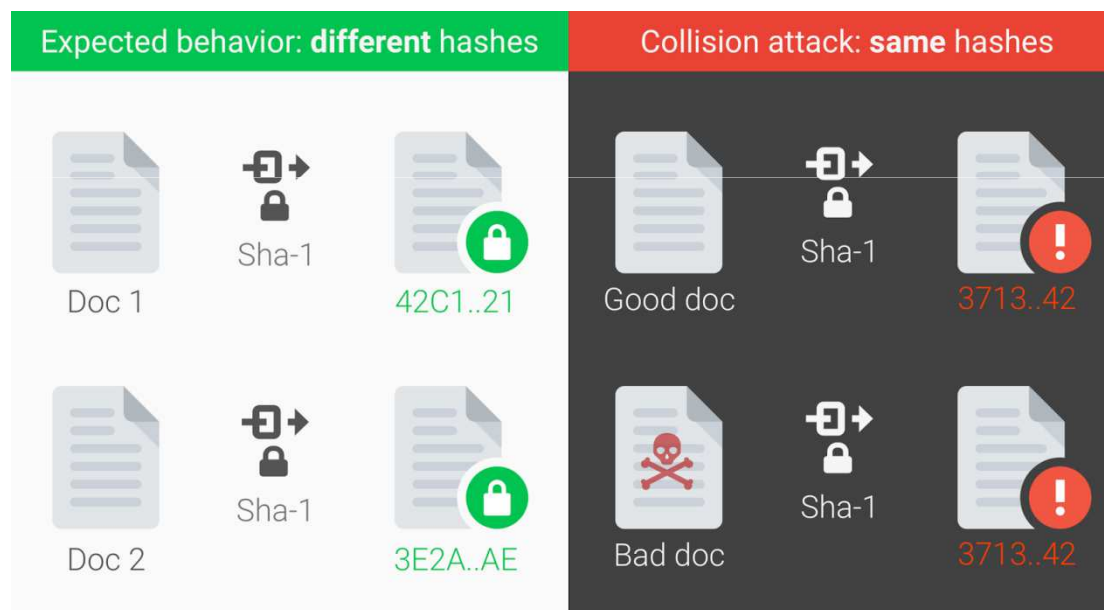 Expected behavior: different hashes
Sha-1
Doc 1
42C1..21
Sha-1
Doc 2
3E2A..AE
Collision attack: same hashes
Sha-1
Good doc
3713..42
Sha-1
Bad doc
3713..42